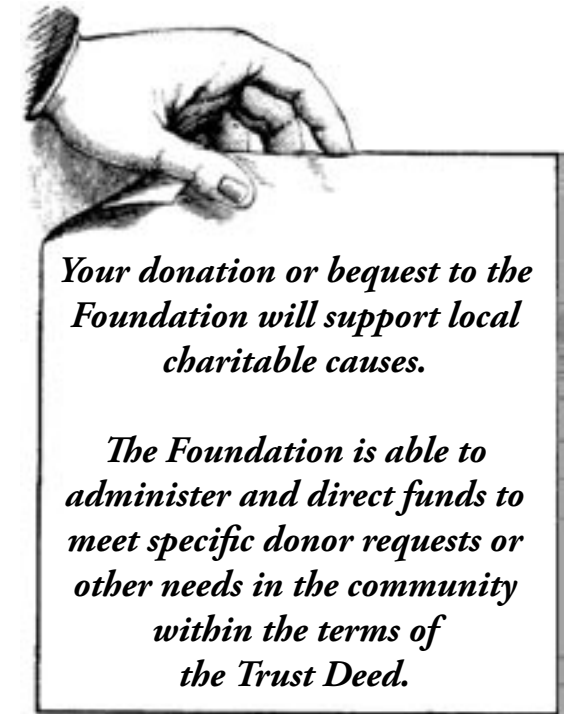 Your donation or bequest to the
Foundation will support local
charitable causes.
The Foundation is able to
administer and direct funds to
meet specific donor requests or
other needs in the community
within the terms of
the Trust Deed.